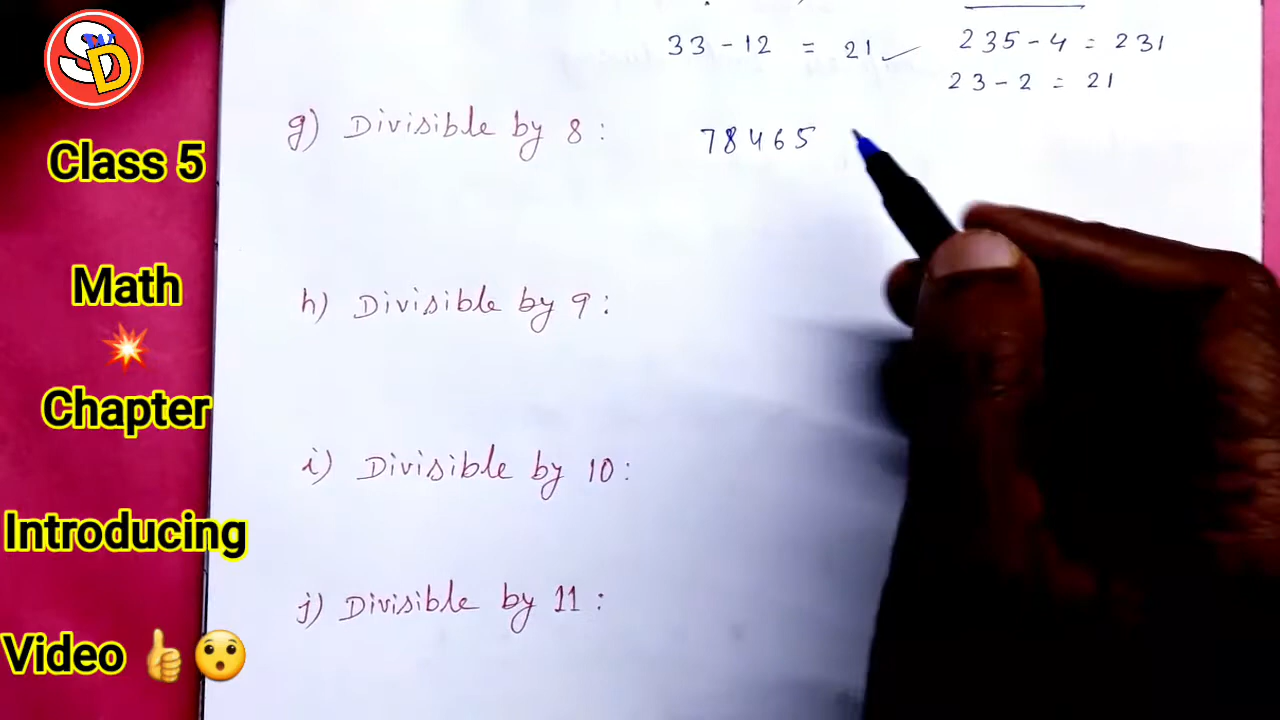 SD
Class 5
Math
Chapter
Introducing
Video
33 - 12 = 21 ✓
235 - 4 = 231
23 - 2 = 21
g) Divisible by 8 : 78465
h) Divisible by 9 :
i) Divisible by 10 :
j) Divisible by 11 :